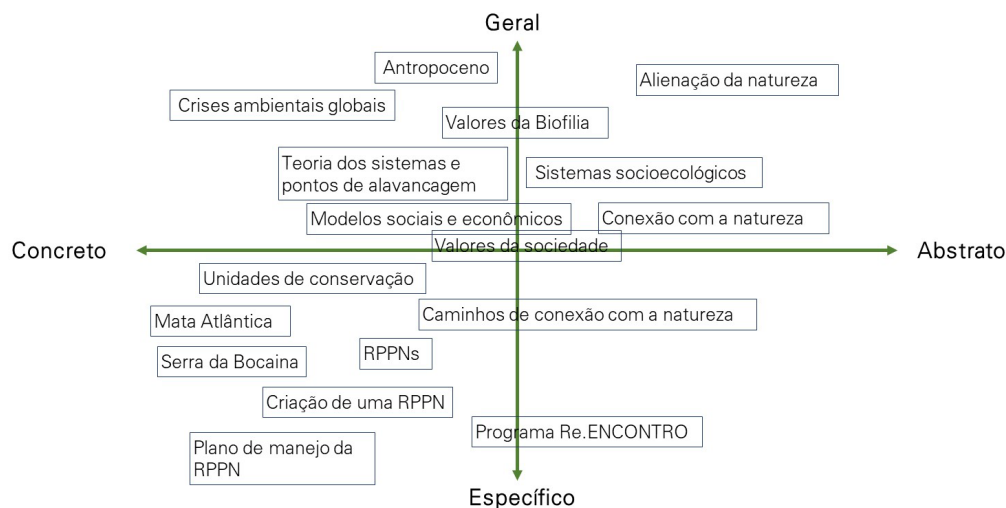 Geral
Antropoceno
Alienação da natureza
Crises ambientais globais
Valores da Biofilia
Teoria dos sistemas e
pontos de alavancagem
Sistemas socioecológicos
Modelos sociais e econômicos
Conexão com a natureza
Valores da sociedade
Concreto
Abstrato
Unidades de conservação
Caminhos de conexão com a natureza
Mata Atlântica
RPPNs
Serra da Bocaina
Criação de uma RPPN
Programa Re.ENCONTRO
Plano de manejo da
RPPN
Específico